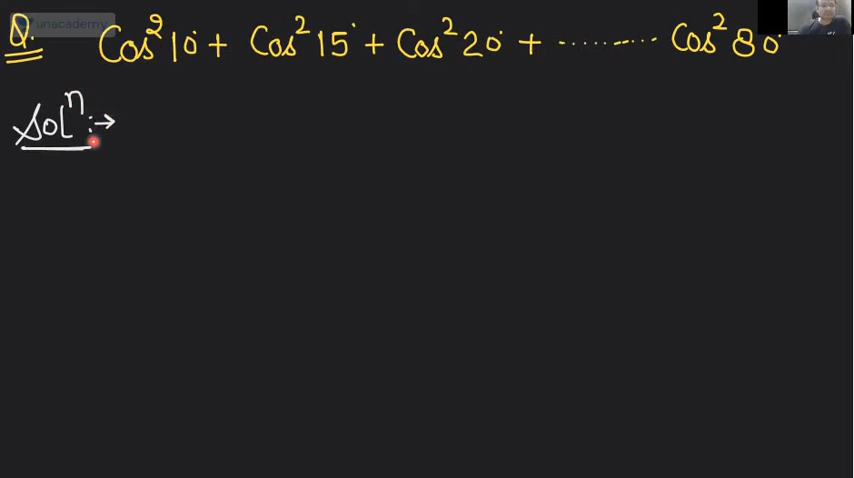 unacademy
Q. Cos²10° + Cos²15° + Cos²20° + ............ Cos²80°
Solⁿ :→